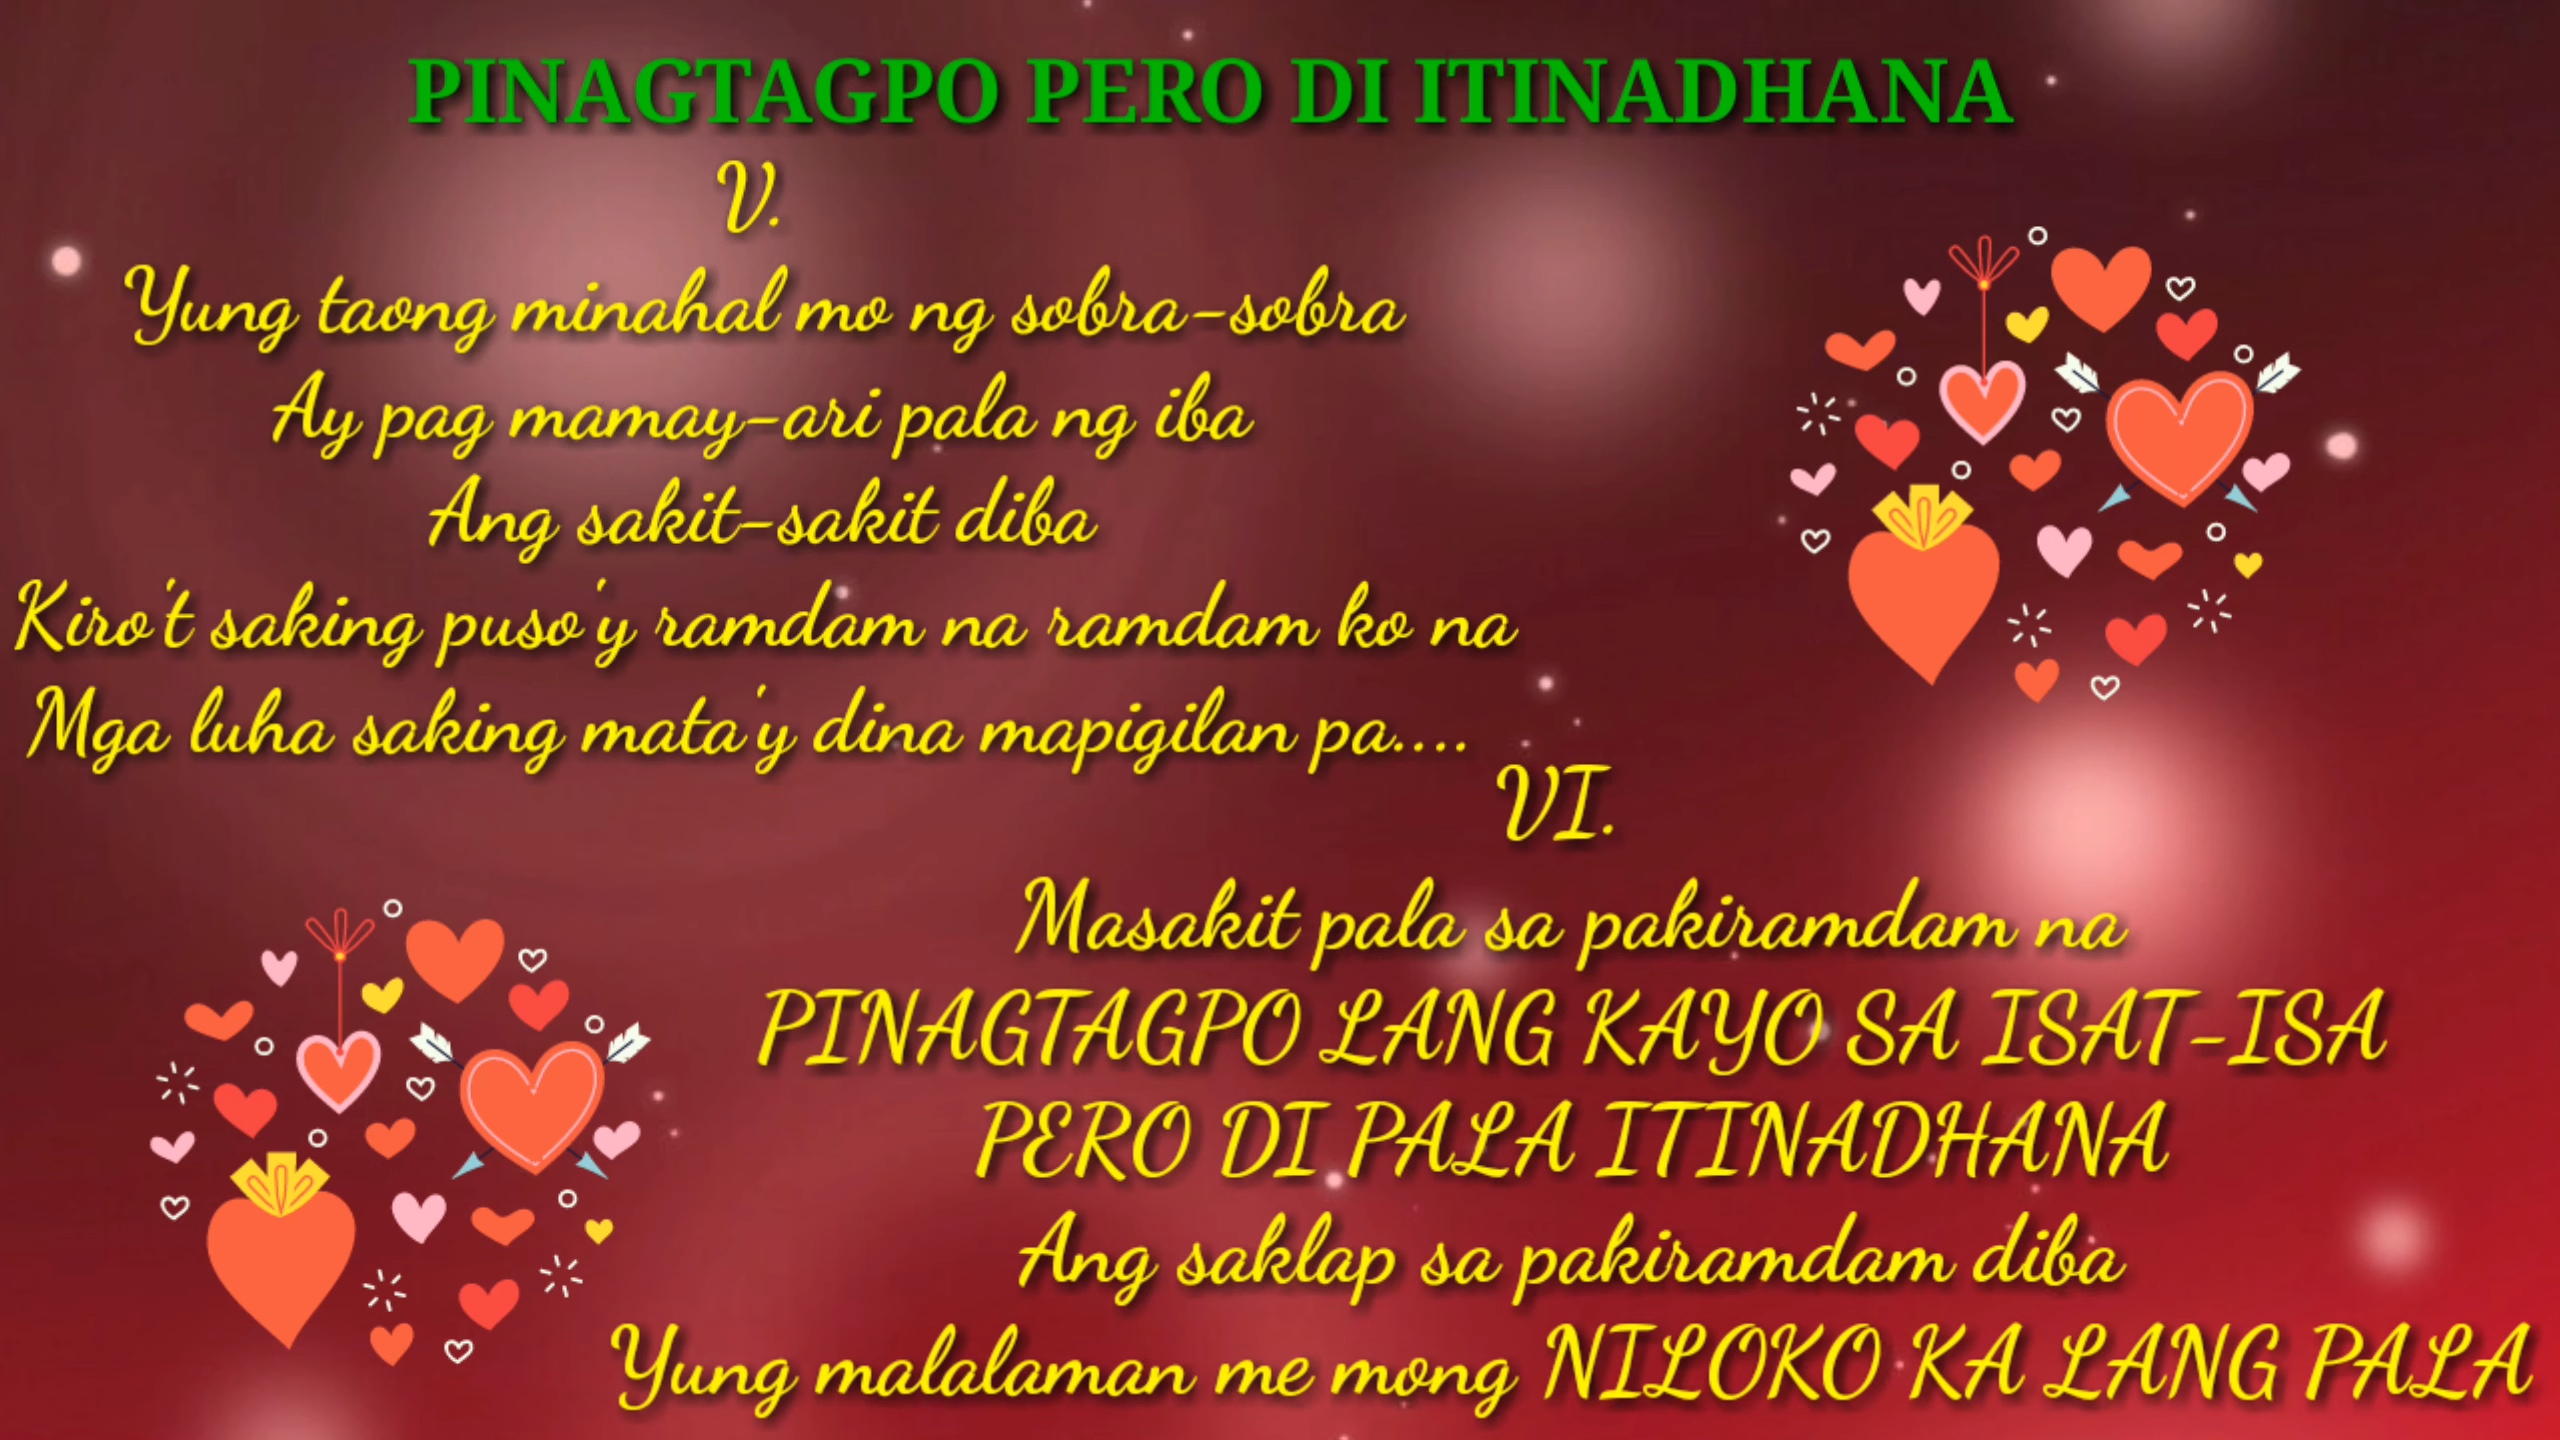 PINAGTAGPO PERO DI ITINADHANA
V.
Yung taong minahal mo ng sobra-sobra
Ay pag mamay-ari pala ng iba
Ang sakit-sakit diba
Kiro't saking puso'y ramdam na ramdam ko na
Mga luha saking mata'y dina mapigilan pa....
VI.
Masakit pala sa pakiramdam na
PINAGTAGPO LANG KAYO SA ISAT-ISA
PERO DI PALA ITINADHANA
Ang saklap sa pakiramdam diba
Yung malalaman me mong NILOKO KA LANG PALA